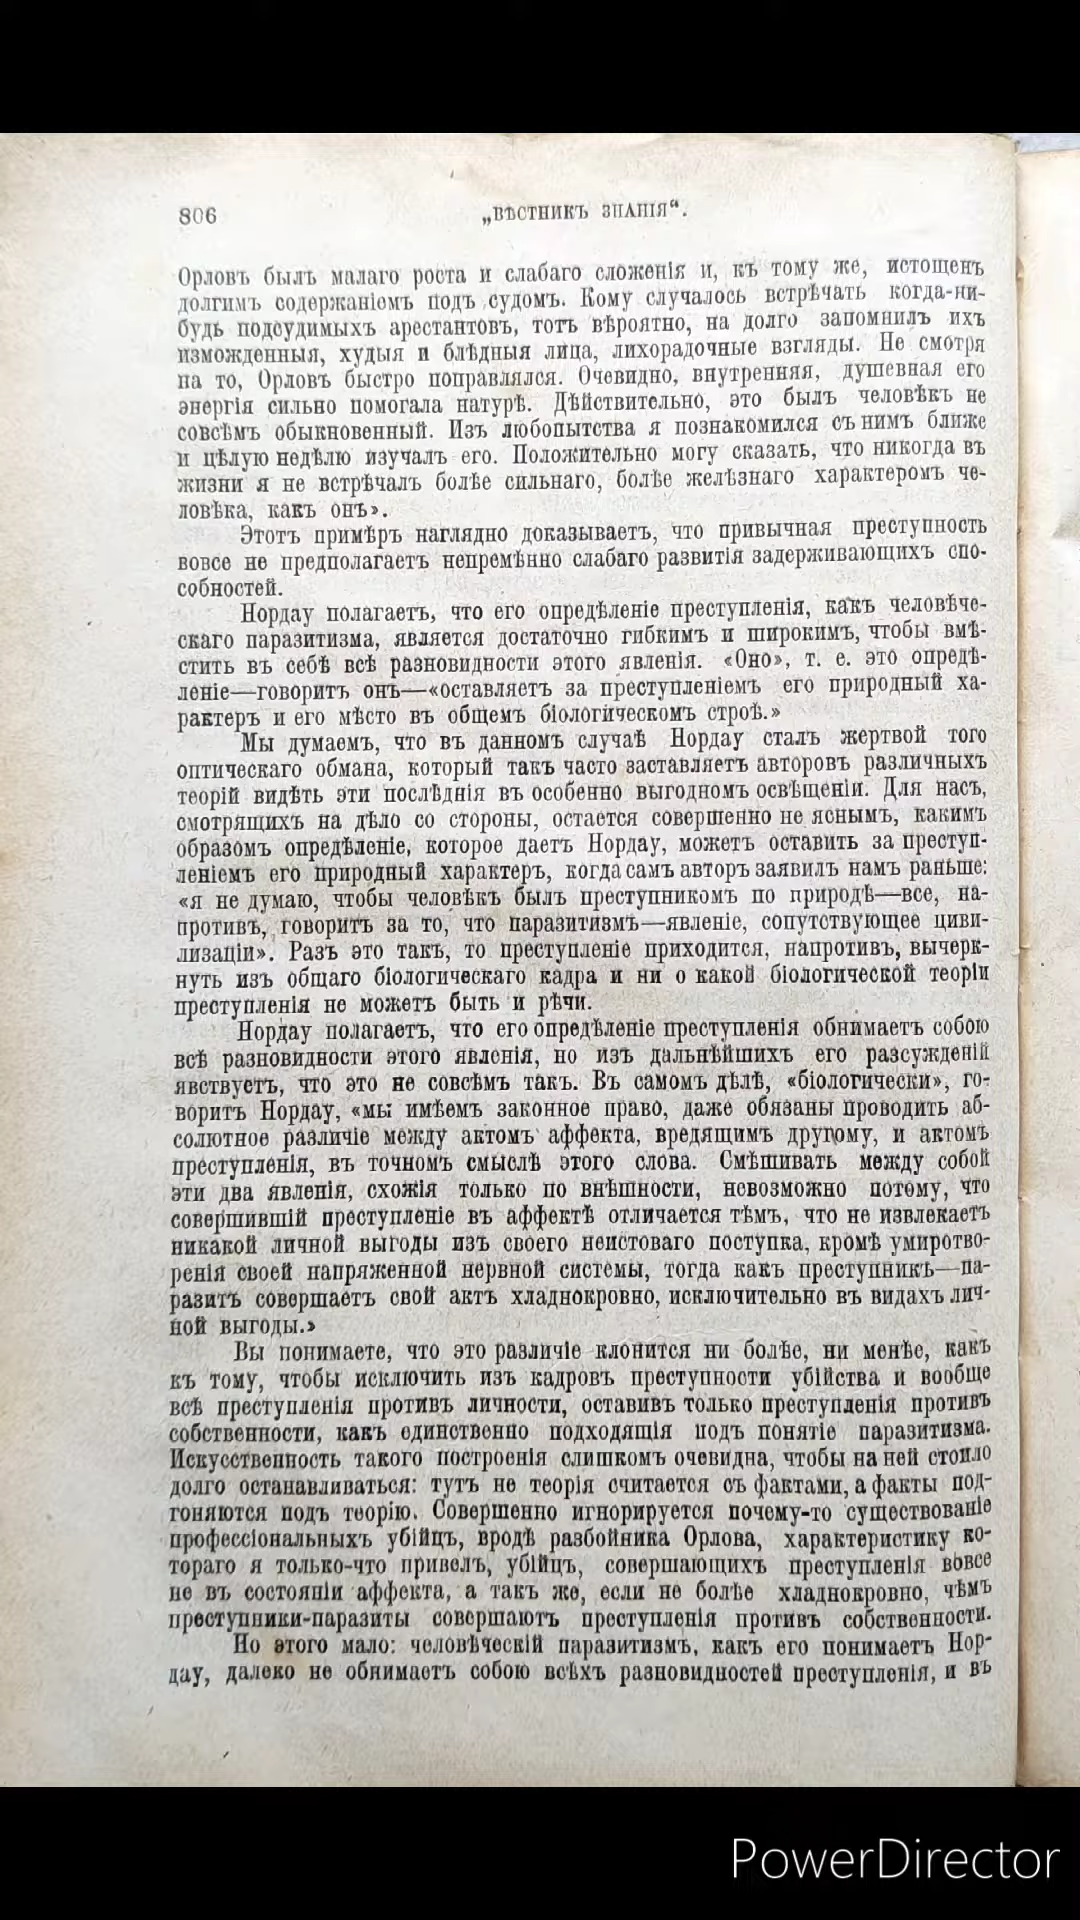 806
„ВѢСТНИКЪ ЗНАНІЯ“.
Орловъ былъ малаго роста и слабаго сложенія и, къ тому же, истощенъ
долгимъ содержаніемъ подъ судомъ. Кому случалось встрѣчать когда-ни-
будь подсудимыхъ арестантовъ, тотъ вѣроятно, на долго запомнилъ ихъ
изможденныя, худыя и блѣдныя лица, лихорадочные взгляды. Не смотря
на то, Орловъ быстро поправлялся. Очевидно, внутренняя, душевная его
энергія сильно помогала натурѣ. Дѣйствительно, это былъ человѣкъ не
совсѣмъ обыкновенный. Изъ любопытства я познакомился съ нимъ ближе
и цѣлую недѣлю изучалъ его. Положительно могу сказать, что никогда въ
жизни я не встрѣчалъ болѣе сильнаго, болѣе желѣзнаго характеромъ че-
ловѣка, какъ онъ».
Этотъ примѣръ наглядно доказываетъ, что привычная преступность
вовсе не предполагаетъ непремѣнно слабаго развитія задерживающихъ спо-
собностей.
Нордау полагаетъ, что его опредѣленіе преступленія, какъ человѣче-
скаго паразитизма, является достаточно гибкимъ и широкимъ, чтобы вмѣ-
стить въ себѣ всѣ разновидности этого явленія. «Оно», т. е. это опредѣ-
леніе—говоритъ онъ—«оставляетъ за преступленіемъ его природный ха-
рактеръ и его мѣсто въ общемъ біологическомъ строѣ.»
Мы думаемъ, что въ данномъ случаѣ Нордау сталъ жертвой того
оптическаго обмана, который такъ часто заставляетъ авторовъ различныхъ
теорій видѣть эти послѣднія въ особенно выгодномъ освѣщеніи. Для насъ,
смотрящихъ на дѣло со стороны, остается совершенно не яснымъ, какимъ
образомъ опредѣленіе, которое даетъ Нордау, можетъ оставить за преступ-
леніемъ его природный характеръ, когда самъ авторъ заявилъ намъ раньше:
«я не думаю, чтобы человѣкъ былъ преступникомъ по природѣ—все, на-
противъ, говоритъ за то, что паразитизмъ—явленіе, сопутствующее циви-
лизаціи». Разъ это такъ, то преступленіе приходится, напротивъ, вычерк-
нуть изъ общаго біологическаго кадра и ни о какой біологической теоріи
преступленія не можетъ быть и рѣчи.
Нордау полагаетъ, что его опредѣленіе преступленія обнимаетъ собою
всѣ разновидности этого явленія, но изъ дальнѣйшихъ его разсужденій
явствуетъ, что это не совсѣмъ такъ. Въ самомъ дѣлѣ, «біологически», го-
воритъ Нордау, «мы имѣемъ законное право, даже обязаны проводить аб-
солютное различіе между актомъ аффекта, вредящимъ другому, и актомъ
преступленія, въ точномъ смыслѣ этого слова. Смѣшивать между собой
эти два явленія, схожія только по внѣшности, невозможно потому, что
совершившій преступленіе въ аффектѣ отличается тѣмъ, что не извлекаетъ
никакой личной выгоды изъ своего неистоваго поступка, кромѣ умиротво-
ренія своей напряженной нервной системы, тогда какъ преступникъ—па-
разитъ совершаетъ свой актъ хладнокровно, исключительно въ видахъ лич-
ной выгоды.»
Вы понимаете, что это различіе клонится ни болѣе, ни менѣе, какъ
къ тому, чтобы исключить изъ кадровъ преступности убійства и вообще
всѣ преступленія противъ личности, оставивъ только преступленія противъ
собственности, какъ единственно подходящія подъ понятіе паразитизма.
Искусственность такого построенія слишкомъ очевидна, чтобы на ней стоило
долго останавливаться: тутъ не теорія считается съ фактами, а факты под-
гоняются подъ теорію. Совершенно игнорируется почему-то существованіе
профессіональныхъ убійцъ, вродѣ разбойника Орлова, характеристику ко-
тораго я только-что привелъ, убійцъ, совершающихъ преступленія вовсе
не въ состояніи аффекта, а такъ же, если не болѣе хладнокровно, чѣмъ
преступники-паразиты совершаютъ преступленія противъ собственности.
Но этого мало: человѣческій паразитизмъ, какъ его понимаетъ Нор-
дау, далеко не обнимаетъ собою всѣхъ разновидностей преступленія, и въ
PowerDirector